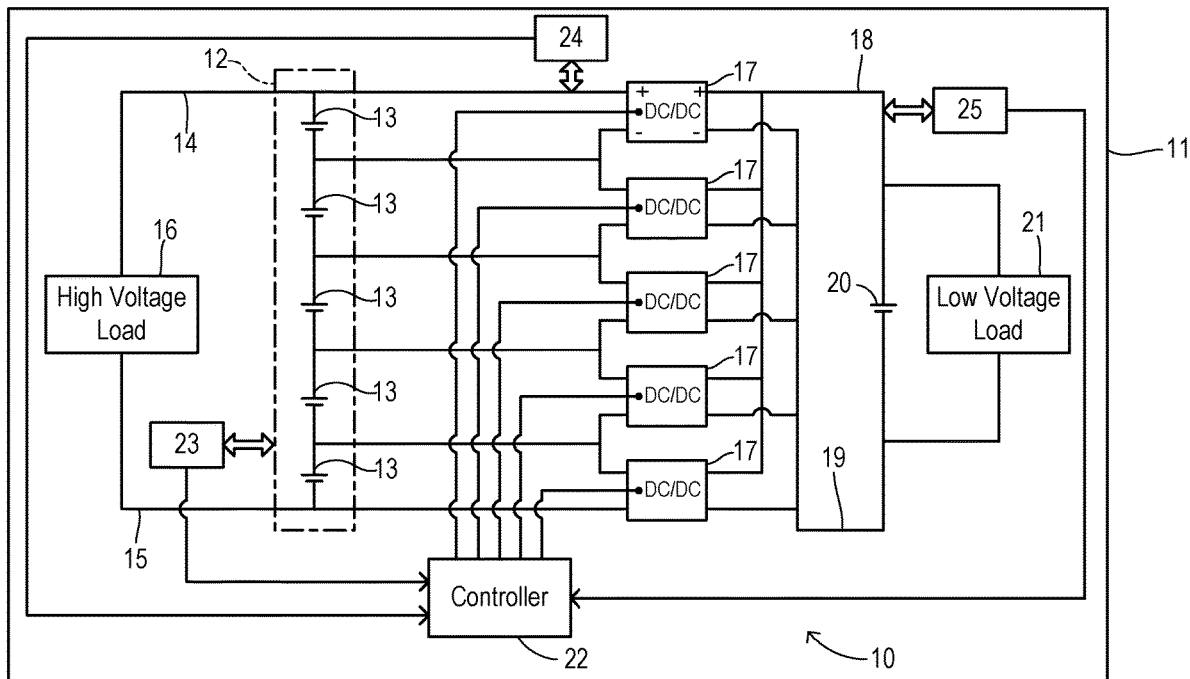 24
12
18
17
+
+
13
DC/DC
25
14
-
-
11
17
13
DC/DC
16
17
21
High Voltage
Load
13
DC/DC
20
Low Voltage
Load
17
13
DC/DC
23
17
13
19
DC/DC
15
Controller
22
10